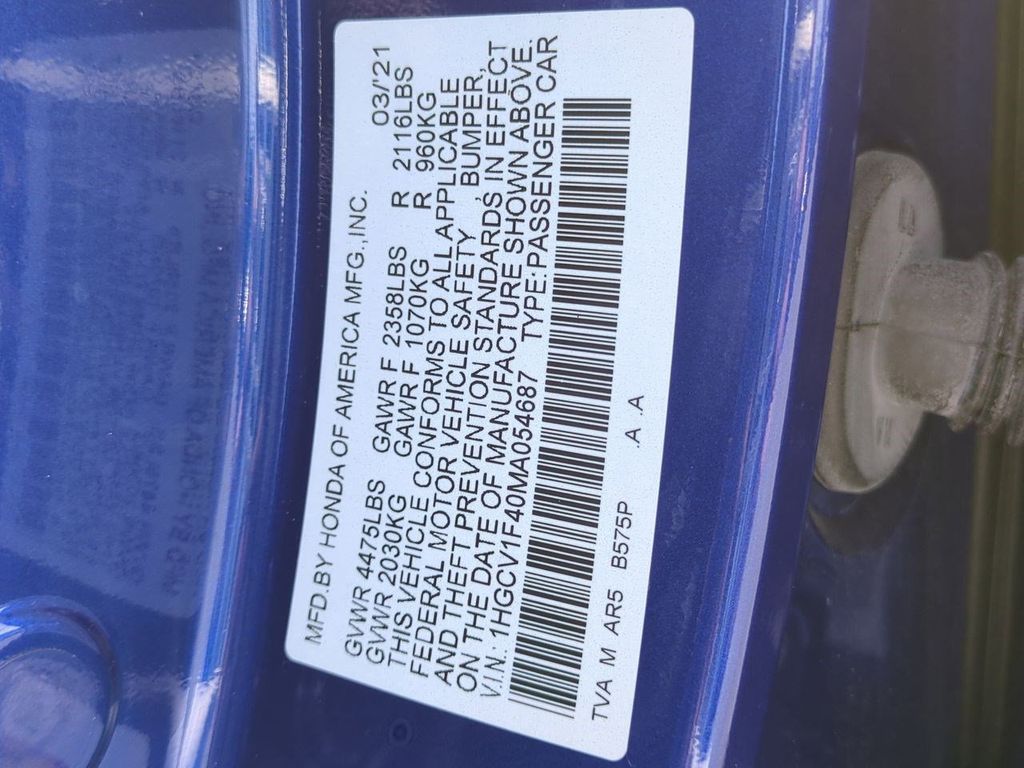 MFD.BY HONDA OF AMERICA MFG.,INC. 03/'21
GVWR 4475LBS GAWR F 2358LBS R 2116LBS
GVWR 2030KG GAWR F 1070KG R 960KG
THIS VEHICLE CONFORMS TO ALL APPLICABLE
FEDERAL MOTOR VEHICLE SAFETY , BUMPER,
AND THEFT PREVENTION STANDARDS, IN EFFECT
ON THE DATE OF MANUFACTURE SHOWN ABOVE.
V.I.N.: 1HGCV1F40MA054687 TYPE:PASSENGER CAR
TVA M AR5 B575P .A .A